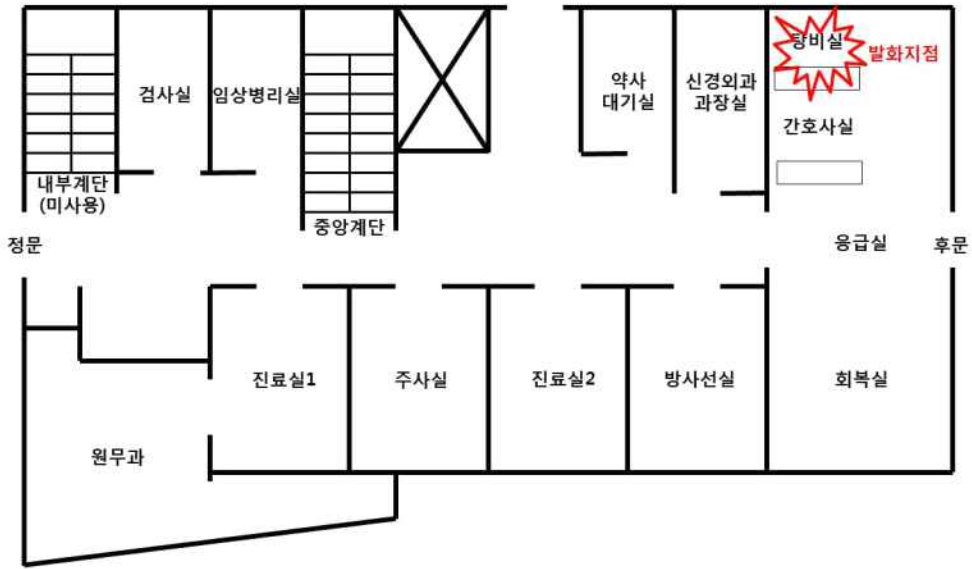 탕비실
발화지점
검사실
임상병리실
약사
대기실
신경외과
과장실
간호사실
내부계단
(미사용)
중앙계단
정문
응급실
후문
진료실1
주사실
진료실2
방사선실
회복실
원무과